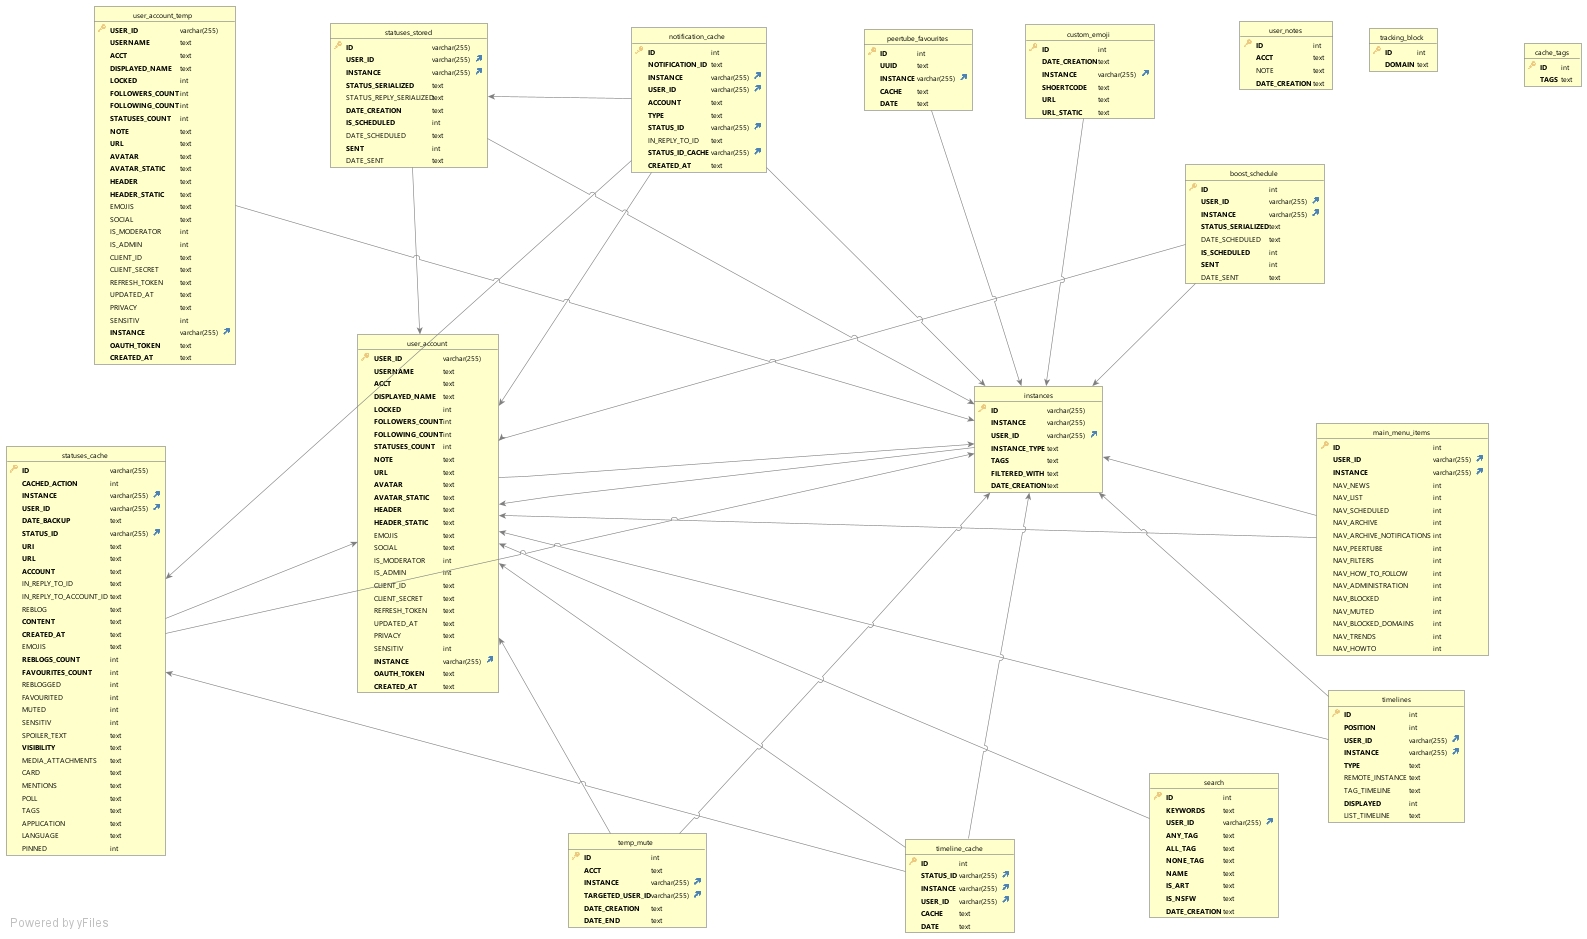 user_account_temp
USER_ID varchar(255)
USERNAME text
ACCT text
DISPLAYED_NAME text
LOCKED int
FOLLOWERS_COUNT int
FOLLOWING_COUNT int
STATUSES_COUNT int
NOTE text
URL text
AVATAR text
AVATAR_STATIC text
HEADER text
HEADER_STATIC text
EMOJIS text
SOCIAL text
IS_MODERATOR int
IS_ADMIN int
CLIENT_ID text
CLIENT_SECRET text
REFRESH_TOKEN text
UPDATED_AT text
PRIVACY text
SENSITIV int
INSTANCE varchar(255)
OAUTH_TOKEN text
CREATED_AT text
statuses_stored
ID varchar(255)
USER_ID varchar(255)
INSTANCE varchar(255)
STATUS_SERIALIZED text
STATUS_REPLY_SERIALIZED text
DATE_CREATION text
IS_SCHEDULED int
DATE_SCHEDULED text
SENT int
DATE_SENT text
notification_cache
ID int
NOTIFICATION_ID text
INSTANCE varchar(255)
USER_ID varchar(255)
ACCOUNT text
TYPE text
STATUS_ID varchar(255)
IN_REPLY_TO_ID text
STATUS_ID_CACHE varchar(255)
CREATED_AT text
peertube_favourites
ID int
UUID text
INSTANCE varchar(255)
CACHE text
DATE text
custom_emoji
ID int
DATE_CREATION text
INSTANCE varchar(255)
SHOERTCODE text
URL text
URL_STATIC text
user_notes
ID int
ACCT text
NOTE text
DATE_CREATION text
tracking_block
ID int
DOMAIN text
cache_tags
ID int
TAGS text
boost_schedule
ID int
USER_ID varchar(255)
INSTANCE varchar(255)
STATUS_SERIALIZED text
DATE_SCHEDULED text
IS_SCHEDULED int
SENT int
DATE_SENT text
user_account
USER_ID varchar(255)
USERNAME text
ACCT text
DISPLAYED_NAME text
LOCKED int
FOLLOWERS_COUNT int
FOLLOWING_COUNT int
STATUSES_COUNT int
NOTE text
URL text
AVATAR text
AVATAR_STATIC text
HEADER text
HEADER_STATIC text
EMOJIS text
SOCIAL text
IS_MODERATOR int
IS_ADMIN int
CLIENT_ID text
CLIENT_SECRET text
REFRESH_TOKEN text
UPDATED_AT text
PRIVACY text
SENSITIV int
INSTANCE varchar(255)
OAUTH_TOKEN text
CREATED_AT text
instances
ID varchar(255)
INSTANCE varchar(255)
USER_ID varchar(255)
INSTANCE_TYPE text
TAGS text
FILTERED_WITH text
DATE_CREATION text
main_menu_items
ID int
USER_ID varchar(255)
INSTANCE varchar(255)
NAV_NEWS int
NAV_LIST int
NAV_SCHEDULED int
NAV_ARCHIVE int
NAV_ARCHIVE_NOTIFICATIONS int
NAV_PEERTUBE int
NAV_FILTERS int
NAV_HOW_TO_FOLLOW int
NAV_ADMINISTRATION int
NAV_BLOCKED int
NAV_MUTED int
NAV_BLOCKED_DOMAINS int
NAV_TRENDS int
NAV_HOWTO int
statuses_cache
ID varchar(255)
CACHED_ACTION int
INSTANCE varchar(255)
USER_ID varchar(255)
DATE_BACKUP text
STATUS_ID varchar(255)
URI text
URL text
ACCOUNT text
IN_REPLY_TO_ID text
IN_REPLY_TO_ACCOUNT_ID text
REBLOG text
CONTENT text
CREATED_AT text
EMOJIS text
REBLOGS_COUNT int
FAVOURITES_COUNT int
REBLOGGED int
FAVOURITED int
MUTED int
SENSITIV int
SPOILER_TEXT text
VISIBILITY text
MEDIA_ATTACHMENTS text
CARD text
MENTIONS text
POLL text
TAGS text
APPLICATION text
LANGUAGE text
PINNED int
timelines
ID int
POSITION int
USER_ID varchar(255)
INSTANCE varchar(255)
TYPE text
REMOTE_INSTANCE text
TAG_TIMELINE text
DISPLAYED int
LIST_TIMELINE text
search
ID int
KEYWORDS text
USER_ID varchar(255)
ANY_TAG text
ALL_TAG text
NONE_TAG text
NAME text
IS_ART text
IS_NSFW text
DATE_CREATION text
temp_mute
ID int
ACCT text
INSTANCE varchar(255)
TARGETED_USER_ID varchar(255)
DATE_CREATION text
DATE_END text
timeline_cache
ID int
STATUS_ID varchar(255)
INSTANCE varchar(255)
USER_ID varchar(255)
CACHE text
DATE text
Powered by yFiles